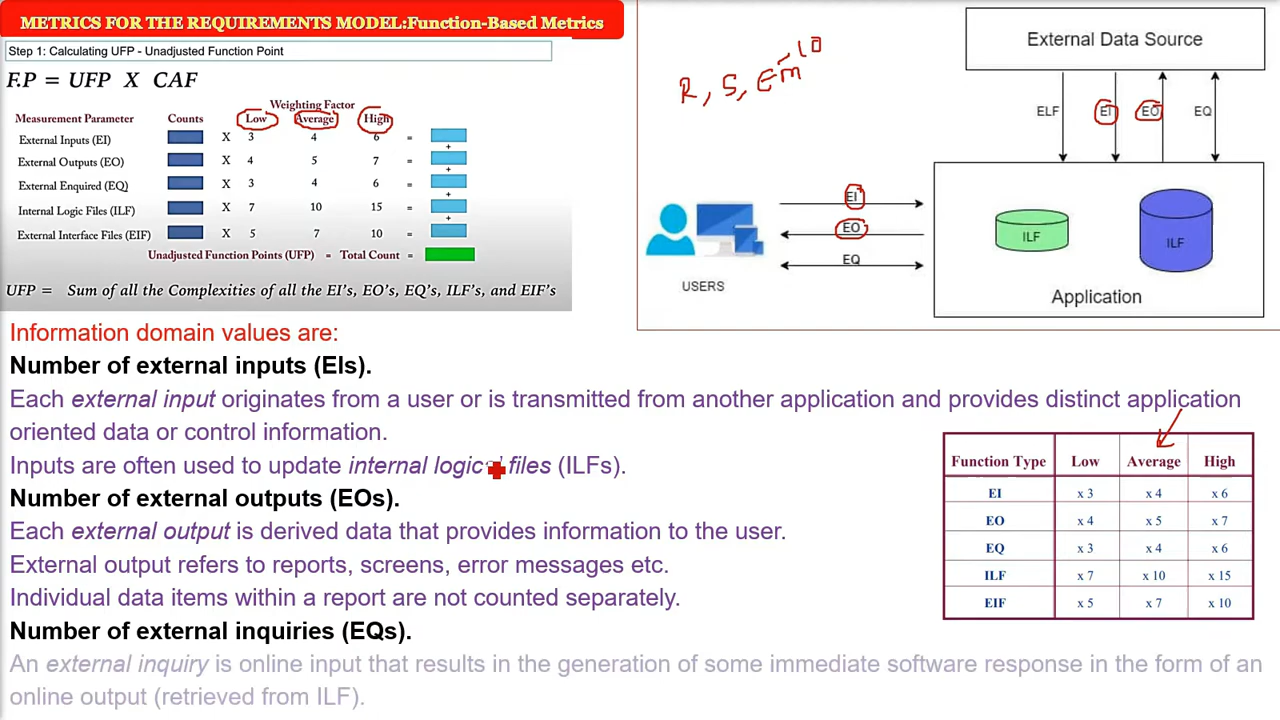 METRICS FOR THE REQUIREMENTS MODEL:Function-Based Metrics
Step 1: Calculating UFP - Unadjusted Function Point
F.P = UFP X CAF
Weighting Factor
Measurement Parameter Counts Low Average High
External Inputs (EI) X 3 4 6 =
+
External Outputs (EO) X 4 5 7 =
+
External Enquired (EQ) X 3 4 6 =
+
Internal Logic Files (ILF) X 7 10 15 =
+
External Interface Files (EIF) X 5 7 10 =
Unadjusted Function Points (UFP) = Total Count =
UFP = Sum of all the Complexities of all the EI's, EO's, EQ's, ILF's, and EIF's
R, S, Em-10
External Data Source
ELF EI EO EQ
EI
EO
EQ
USERS
ILF
ILF
Application
Information domain values are:
Number of external inputs (EIs).
Each external input originates from a user or is transmitted from another application and provides distinct application
oriented data or control information.
Inputs are often used to update internal logical files (ILFs).
Number of external outputs (EOs).
Each external output is derived data that provides information to the user.
External output refers to reports, screens, error messages etc.
Individual data items within a report are not counted separately.
Number of external inquiries (EQs).
An external inquiry is online input that results in the generation of some immediate software response in the form of an
online output (retrieved from ILF).
Function Type Low Average High
EI x 3 x 4 x 6
EO x 4 x 5 x 7
EQ x 3 x 4 x 6
ILF x 7 x 10 x 15
EIF x 5 x 7 x 10